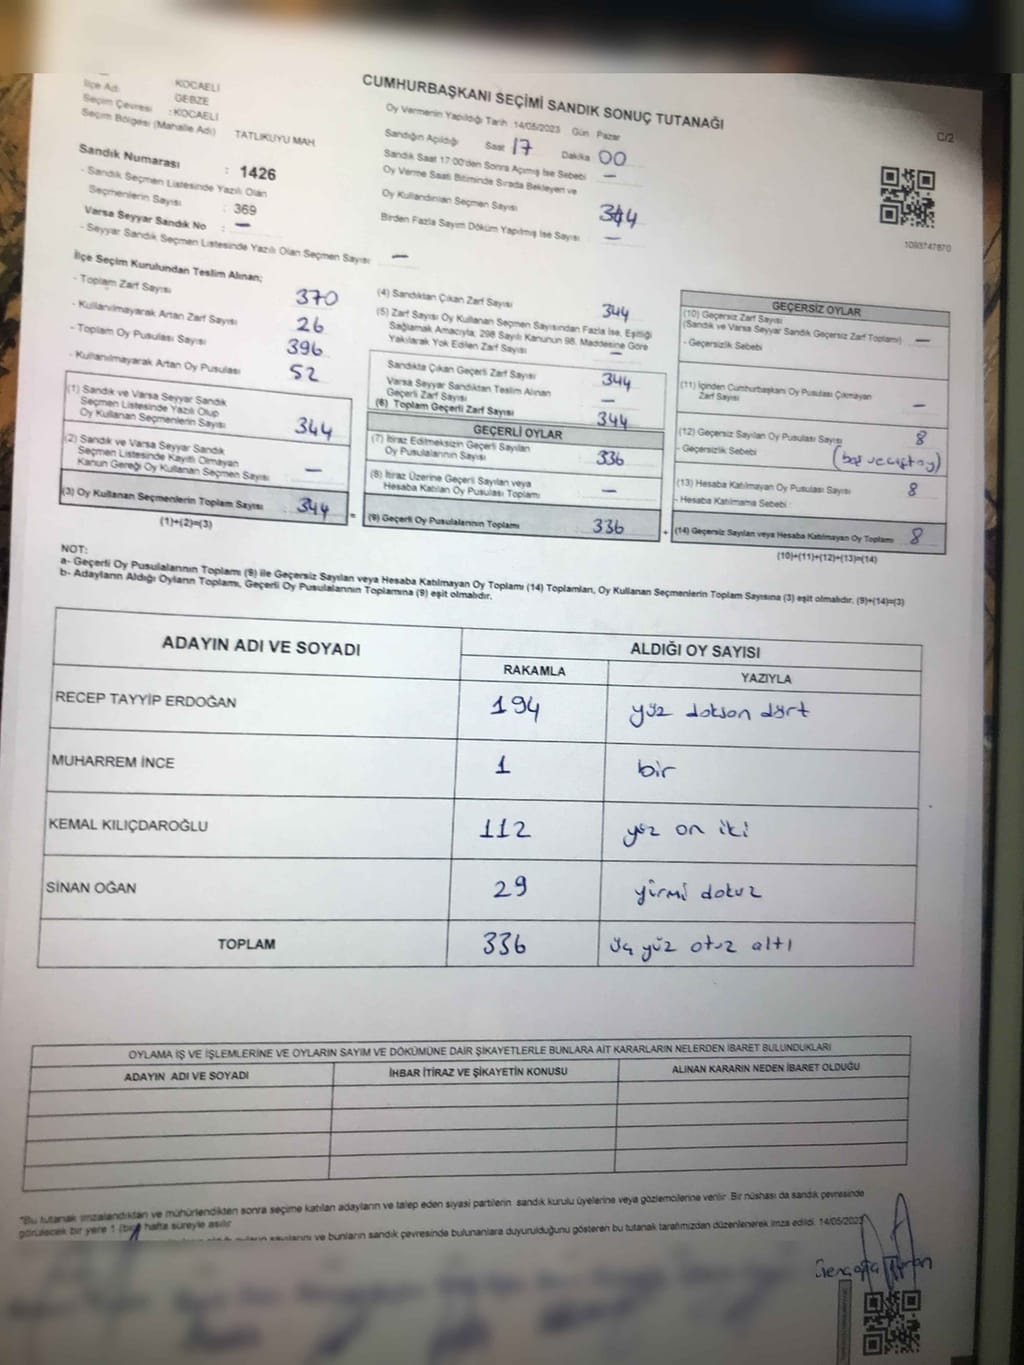 CUMHURBAŞKANI SEÇİMİ SANDIK SONUÇ TUTANAĞI
C/2
İlçe Adı : KOCAELİ
GEBZE
Seçim Çevresi : KOCAELİ
Seçim Bölgesi (Mahalle Adı) TATLIKUYU MAH.
Sandık Numarası : 1426
- Sandık Seçmen Listesinde Yazılı Olan
Seçmenlerin Sayısı : 369
Varsa Seyyar Sandık No : —
- Seyyar Sandık Seçmen Listesinde Yazılı Olan Seçmen Sayısı —
Oy Vermenin Yapıldığı Tarih :14/05/2023 Gün : Pazar
Sandığın Açıldığı Saat 17 Dakika 00
Sandık Saat 17:00'den Sonra Açımış İse Sebebi —
Oy Verme Saati Bitiminde Sırada Bekleyen ve
Oy Kullandırılan Seçmen Sayısı 344
Birden Fazla Sayım Döküm Yapılmış İse Sayısı —
1093747870
İlçe Seçim Kurulundan Teslim Alınan;
- Toplam Zarf Sayısı 370
- Kullanılmayarak Artan Zarf Sayısı 26
- Toplam Oy Pusulası Sayısı 396
- Kullanılmayarak Artan Oy Pusulası 52
(1) Sandık ve Varsa Seyyar Sandık
Seçmen Listesinde Yazılı Olup
Oy Kullanan Seçmenlerin Sayısı 344
(2) Sandık ve Varsa Seyyar Sandık
Seçmen Listesinde Kayıtlı Olmayan
Kanun Gereği Oy Kullanan Seçmen Sayısı —
(3) Oy Kullanan Seçmenlerin Toplam Sayısı : 344
(1)+(2)=(3)
(4) Sandıktan Çıkan Zarf Sayısı 344
(5) Zarf Sayısı Oy Kullanan Seçmen Sayısından Fazla İse, Eşitliği
Sağlamak Amacıyla; 298 Sayılı Kanunun 98. Maddesine Göre
Yakılarak Yok Edilen Zarf Sayısı —
Sandıkta Çıkan Geçerli Zarf Sayısı 344
Varsa Seyyar Sandıktan Teslim Alınan
Geçerli Zarf Sayısı —
(6) Toplam Geçerli Zarf Sayısı 344
GEÇERLİ OYLAR
(7) İtiraz Edilmeksizin Geçerli Sayılan
Oy Pusulalarının Sayısı 336
(8) İtiraz Üzerine Geçerli Sayılan veya
Hesaba Katılan Oy Pusulası Toplamı —
(9) Geçerli Oy Pusulalarının Toplamı 336
GEÇERSİZ OYLAR
(10) Geçersiz Zarf Sayısı
(Sandık ve Varsa Seyyar Sandık Geçersiz Zarf Toplamı) —
- Geçersizlik Sebebi
(11) İçinden Cumhurbaşkanı Oy Pusulası Çıkmayan
Zarf Sayısı —
(12) Geçersiz Sayılan Oy Pusulası Sayısı 8
- Geçersizlik Sebebi : (boş ve çift oy)
(13) Hesaba Katılmayan Oy Pusulası Sayısı 8
- Hesaba Katılmama Sebebi :
(14) Geçersiz Sayılan veya Hesaba Katılmayan Oy Toplamı 8
(10)+(11)+(12)+(13)=(14)
NOT:
a- Geçerli Oy Pusulalarının Toplamı (9) ile Geçersiz Sayılan veya Hesaba Katılmayan Oy Toplamı (14) Toplamları, Oy Kullanan Seçmenlerin Toplam Sayısına (3) eşit olmalıdır. (9)+(14)=(3)
b- Adayların Aldığı Oyların Toplamı, Geçerli Oy Pusulalarının Toplamına (9) eşit olmalıdır.
ADAYIN ADI VE SOYADI ALDIĞI OY SAYISI
RAKAMLA YAZIYLA
RECEP TAYYİP ERDOĞAN 194 yüz dokson dört
MUHARREM İNCE 1 bir
KEMAL KILIÇDAROĞLU 112 yüz on iki
SİNAN OĞAN 29 yirmi dokuz
TOPLAM 336 üç yüz otuz altı
OYLAMA İŞ VE İŞLEMLERİNE VE OYLARIN SAYIM VE DÖKÜMÜNE DAİR ŞİKAYETLERLE BUNLARA AİT KARARLARIN NELERDEN İBARET BULUNDUKLARI
ADAYIN ADI VE SOYADI İHBAR İTİRAZ VE ŞİKAYETİN KONUSU ALINAN KARARIN NEDEN İBARET OLDUĞU
"Bu tutanak imzalandıktan ve mühürlendikten sonra seçime katılan adayların ve talep eden siyasi partilerin sandık kurulu üyelerine veya gözlemcilerine verilir. Bir nüshası da sandık çevresinde
görülecek bir yere 1 (bir) hafta süreyle asılır.
sayılarını ve bunların sandık çevresinde bulunanlara duyurulduğunu gösteren bu tutanak tarafımızdan düzenlenerek imza edildi. 14/05/2023